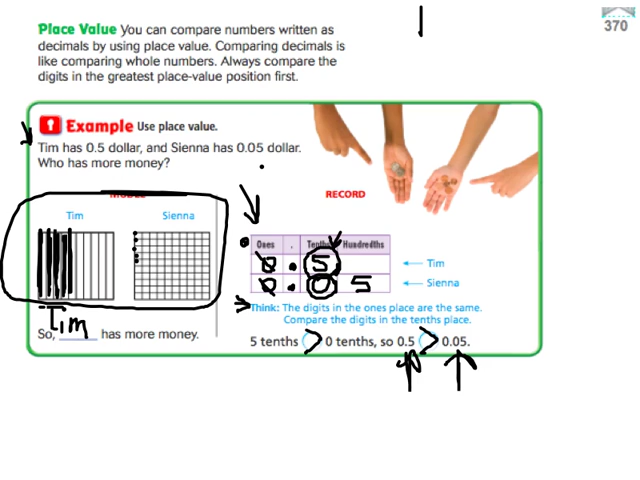 370
Place Value You can compare numbers written as
decimals by using place value. Comparing decimals is
like comparing whole numbers. Always compare the
digits in the greatest place-value position first.
Example Use place value.
Tim has 0.5 dollar, and Sienna has 0.05 dollar.
Who has more money?
RECORD
Tim Sienna
Ones . Tenths Hundredths
0 . 5 Tim
0 . 0 5 Sienna
Think: The digits in the ones place are the same.
Compare the digits in the tenths place.
So, Tim has more money.
5 tenths > 0 tenths, so 0.5 > 0.05.